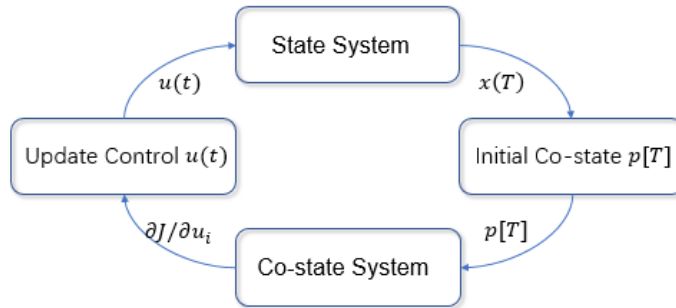 State System
u(t)
x(T)
Update Control u(t)
Initial Co-state p[T]
∂J/∂u_i
p[T]
Co-state System